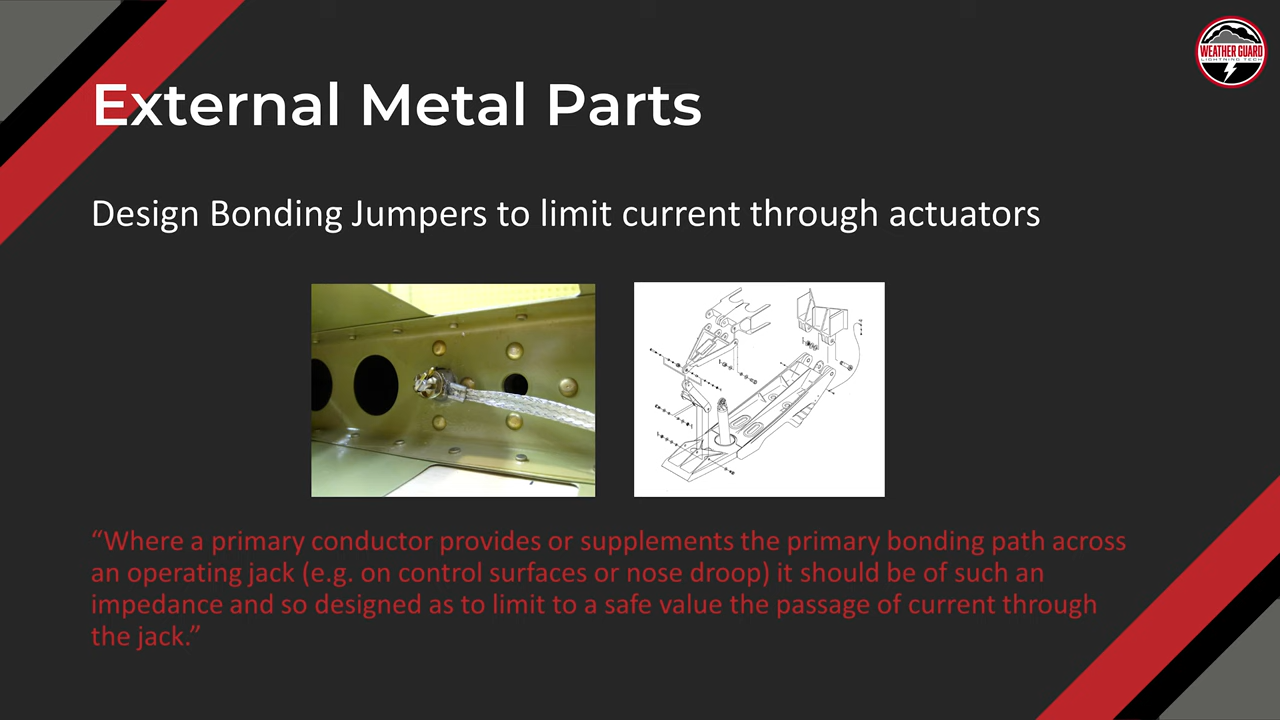 WEATHER GUARD
LIGHTNING TECH
External Metal Parts
Design Bonding Jumpers to limit current through actuators
“Where a primary conductor provides or supplements the primary bonding path across
an operating jack (e.g. on control surfaces or nose droop) it should be of such an
impedance and so designed as to limit to a safe value the passage of current through
the jack.”